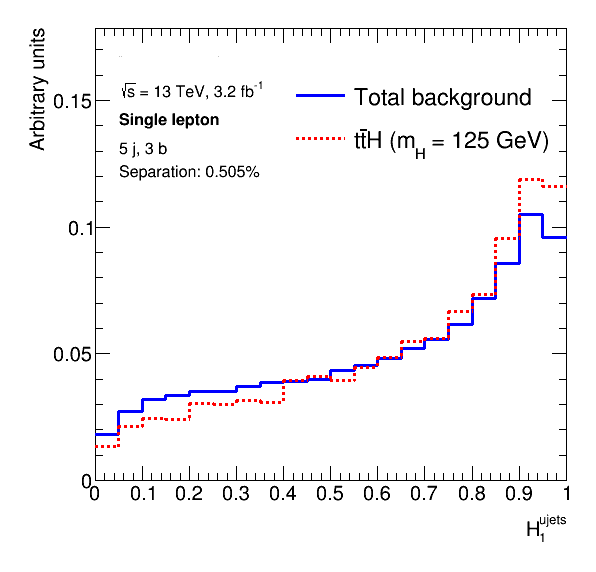 Arbitrary units
√s = 13 TeV, 3.2 fb⁻¹
Single lepton
5 j, 3 b
Separation: 0.505%
Total background
tt̄H (m_H = 125 GeV)
0.15
0.1
0.05
0
0 0.1 0.2 0.3 0.4 0.5 0.6 0.7 0.8 0.9 1
H₁^ujets